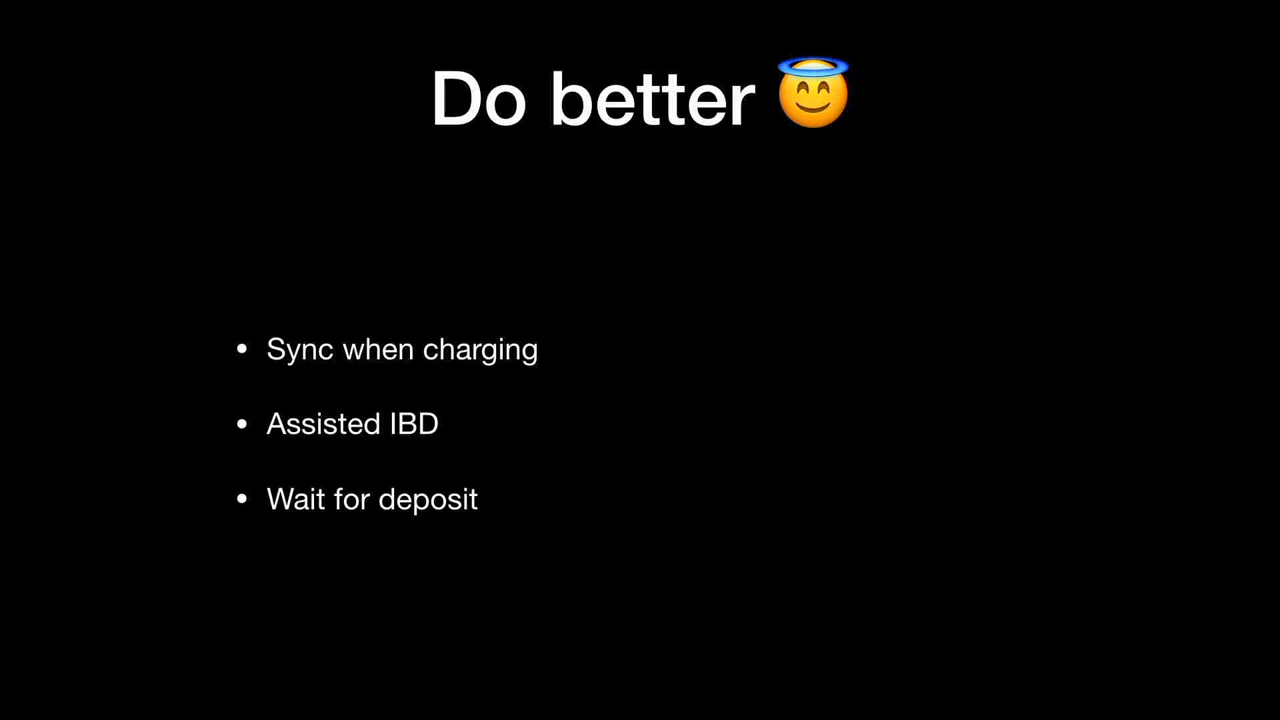 Do better 😇
• Sync when charging
• Assisted IBD
• Wait for deposit